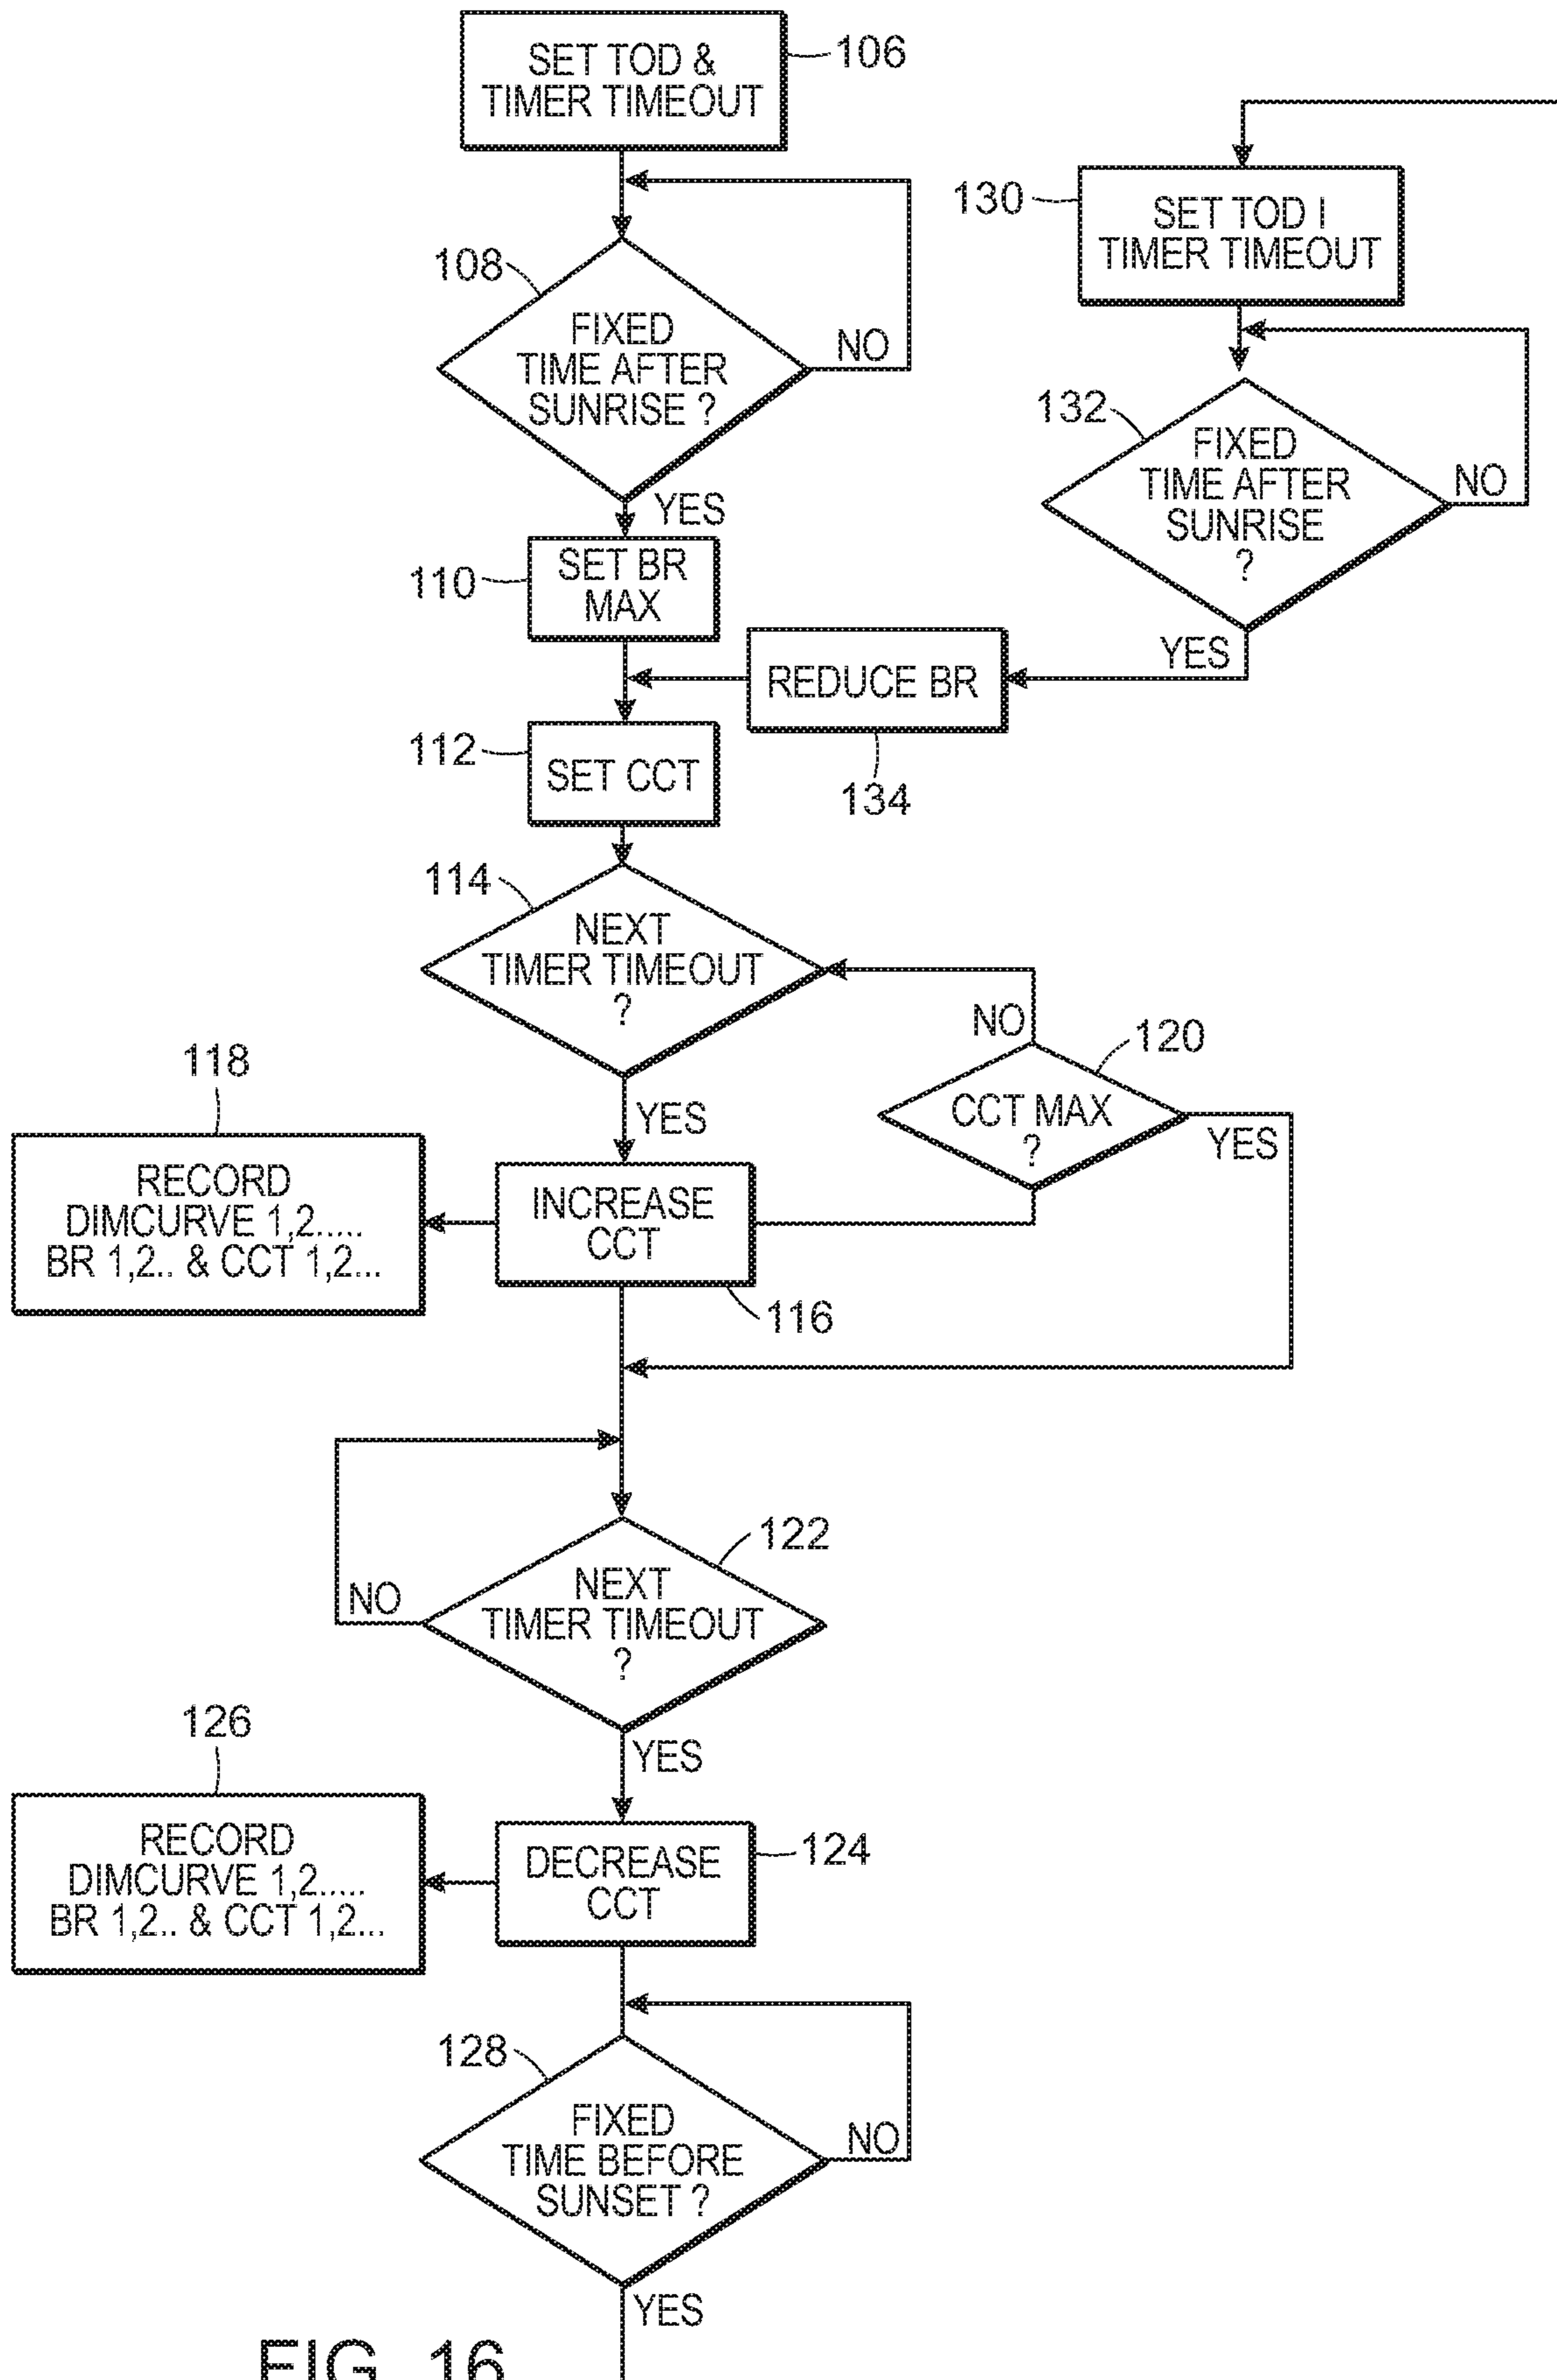 SET TOD &
TIMER TIMEOUT
106
108
FIXED
TIME AFTER
SUNRISE ?
NO
YES
130
SET TOD I
TIMER TIMEOUT
132
FIXED
TIME AFTER
SUNRISE
?
NO
YES
110
SET BR
MAX
REDUCE BR
134
112
SET CCT
114
NEXT
TIMER TIMEOUT
?
YES
NO
120
CCT MAX
?
YES
118
RECORD
DIMCURVE 1,2.....
BR 1,2.. & CCT 1,2...
INCREASE
CCT
116
122
NEXT
TIMER TIMEOUT
?
NO
YES
126
RECORD
DIMCURVE 1,2.....
BR 1,2.. & CCT 1,2...
DECREASE
CCT
124
128
FIXED
TIME BEFORE
SUNSET ?
NO
YES
FIG. 16